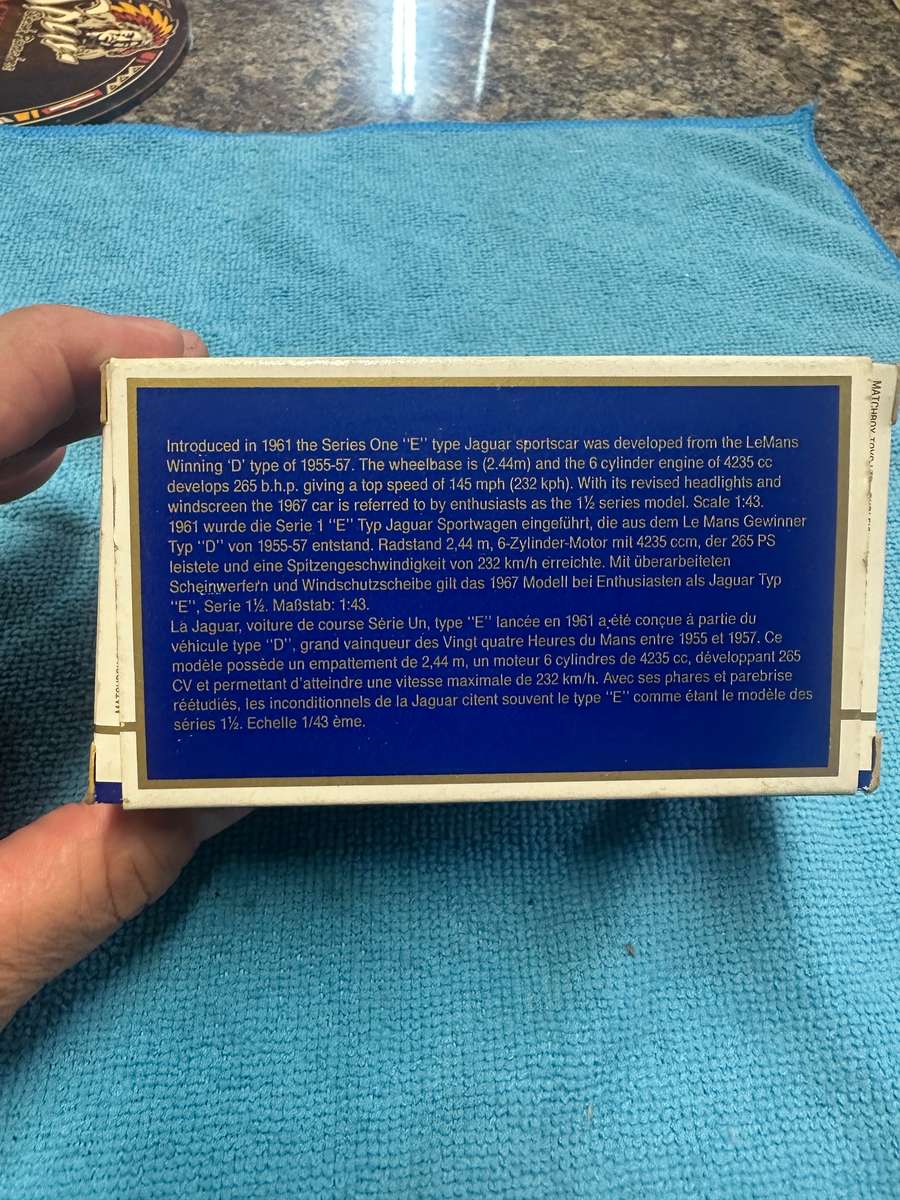 Introduced in 1961 the Series One "E" type Jaguar sportscar was developed from the LeMans
Winning 'D' type of 1955-57. The wheelbase is (2.44m) and the 6 cylinder engine of 4235 cc
develops 265 b.h.p. giving a top speed of 145 mph (232 kph). With its revised headlights and
windscreen the 1967 car is referred to by enthusiasts as the 1½ series model. Scale 1:43.
1961 wurde die Serie 1 "E" Typ Jaguar Sportwagen eingeführt, die aus dem Le Mans Gewinner
Typ "D" von 1955-57 entstand. Radstand 2,44 m, 6-Zylinder-Motor mit 4235 ccm, der 265 PS
leistete und eine Spitzengeschwindigkeit von 232 km/h erreichte. Mit überarbeiteten
Scheinwerfern und Windschutzscheibe gilt das 1967 Modell bei Enthusiasten als Jaguar Typ
"E", Serie 1½. Maßstab: 1:43.
La Jaguar, voiture de course Série Un, type "E" lancée en 1961 a été conçue à partie du
véhicule type "D", grand vainqueur des Vingt quatre Heures du Mans entre 1955 et 1957. Ce
modèle possède un empattement de 2,44 m, un moteur 6 cylindres de 4235 cc, développant 265
CV et permettant d'atteindre une vitesse maximale de 232 km/h. Avec ses phares et parebrise
réétudiés, les inconditionnels de la Jaguar citent souvent le type "E" comme étant le modèle des
séries 1½. Echelle 1/43 ème.
MATCHBOX TOYS